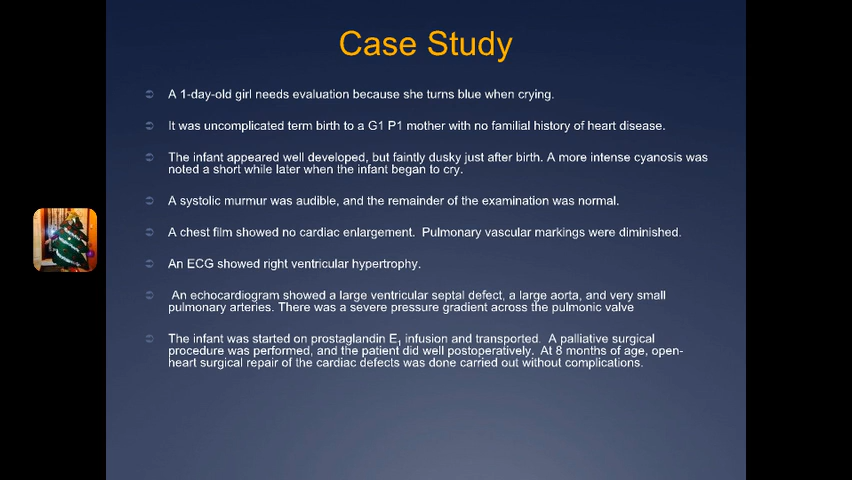 Case Study
A 1-day-old girl needs evaluation because she turns blue when crying.
It was uncomplicated term birth to a G1 P1 mother with no familial history of heart disease.
The infant appeared well developed, but faintly dusky just after birth. A more intense cyanosis was
noted a short while later when the infant began to cry.
A systolic murmur was audible, and the remainder of the examination was normal.
A chest film showed no cardiac enlargement. Pulmonary vascular markings were diminished.
An ECG showed right ventricular hypertrophy.
An echocardiogram showed a large ventricular septal defect, a large aorta, and very small
pulmonary arteries. There was a severe pressure gradient across the pulmonic valve
The infant was started on prostaglandin E1 infusion and transported. A palliative surgical
procedure was performed, and the patient did well postoperatively. At 8 months of age, open-
heart surgical repair of the cardiac defects was done carried out without complications.